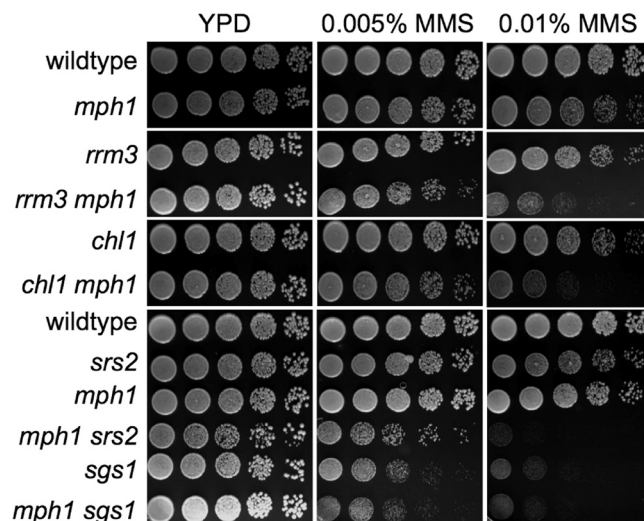 YPD 0.005% MMS 0.01% MMS
wildtype
mph1
rrm3
rrm3 mph1
chl1
chl1 mph1
wildtype
srs2
mph1
mph1 srs2
sgs1
mph1 sgs1